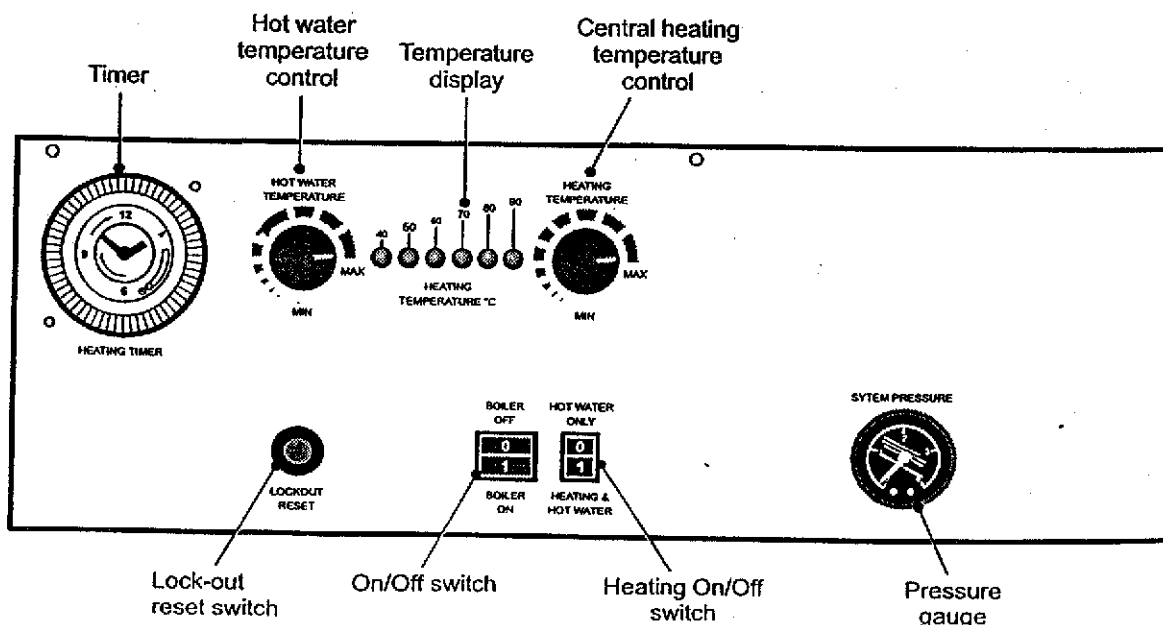 Hot water
temperature
control
Timer
Temperature
display
Central heating
temperature
control
HOT WATER
TEMPERATURE
MAX
MIN
40
50
60
70
80
90
HEATING
TEMPERATURE °C
HEATING
TEMPERATURE
MAX
MIN
12
9
6
HEATING TIMER
LOCKOUT
RESET
BOILER
OFF
0
1
BOILER
ON
HOT WATER
ONLY
0
1
HEATING &
HOT WATER
SYTEM PRESSURE
2
Lock-out
reset switch
On/Off switch
Heating On/Off
switch
Pressure
gauge